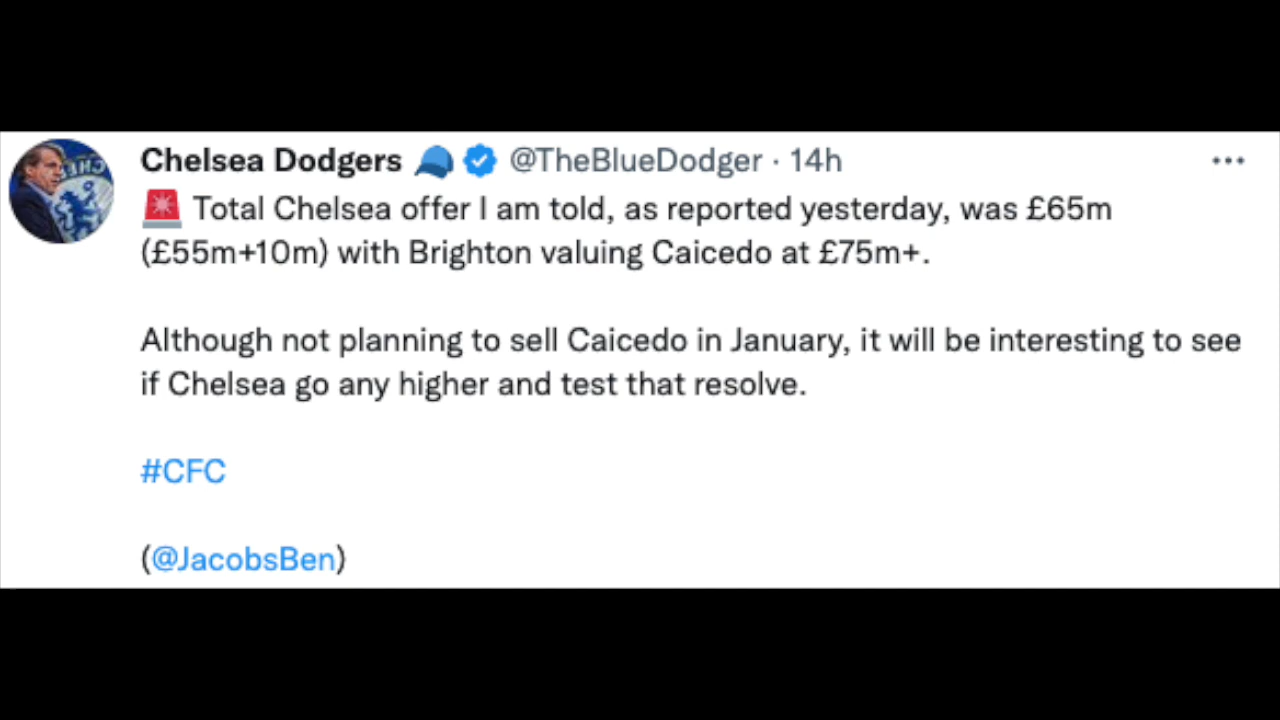 Chelsea Dodgers 🧢 @TheBlueDodger · 14h
🚨 Total Chelsea offer I am told, as reported yesterday, was £65m
(£55m+10m) with Brighton valuing Caicedo at £75m+.
Although not planning to sell Caicedo in January, it will be interesting to see
if Chelsea go any higher and test that resolve.
#CFC
(@JacobsBen)